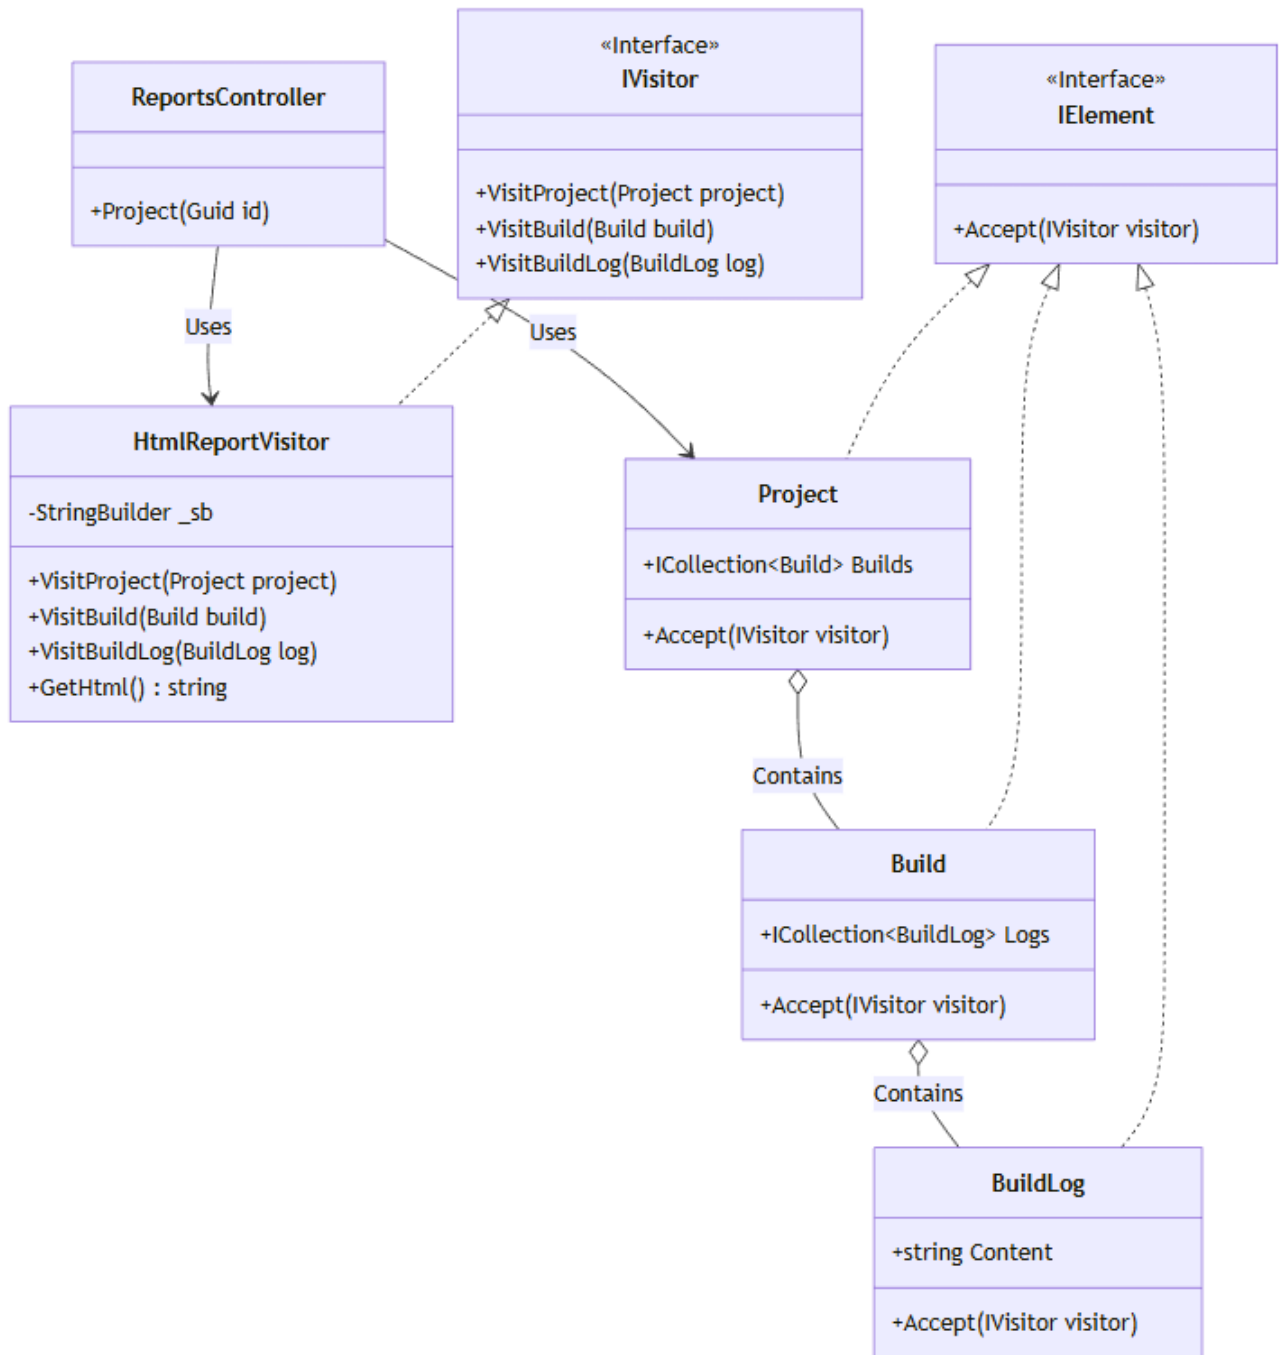 ReportsController
+Project(Guid id)
«Interface»
IVisitor
+VisitProject(Project project)
+VisitBuild(Build build)
+VisitBuildLog(BuildLog log)
«Interface»
IElement
+Accept(IVisitor visitor)
Uses
Uses
HtmlReportVisitor
-StringBuilder _sb
+VisitProject(Project project)
+VisitBuild(Build build)
+VisitBuildLog(BuildLog log)
+GetHtml() : string
Project
+ICollection<Build> Builds
+Accept(IVisitor visitor)
Contains
Build
+ICollection<BuildLog> Logs
+Accept(IVisitor visitor)
Contains
BuildLog
+string Content
+Accept(IVisitor visitor)